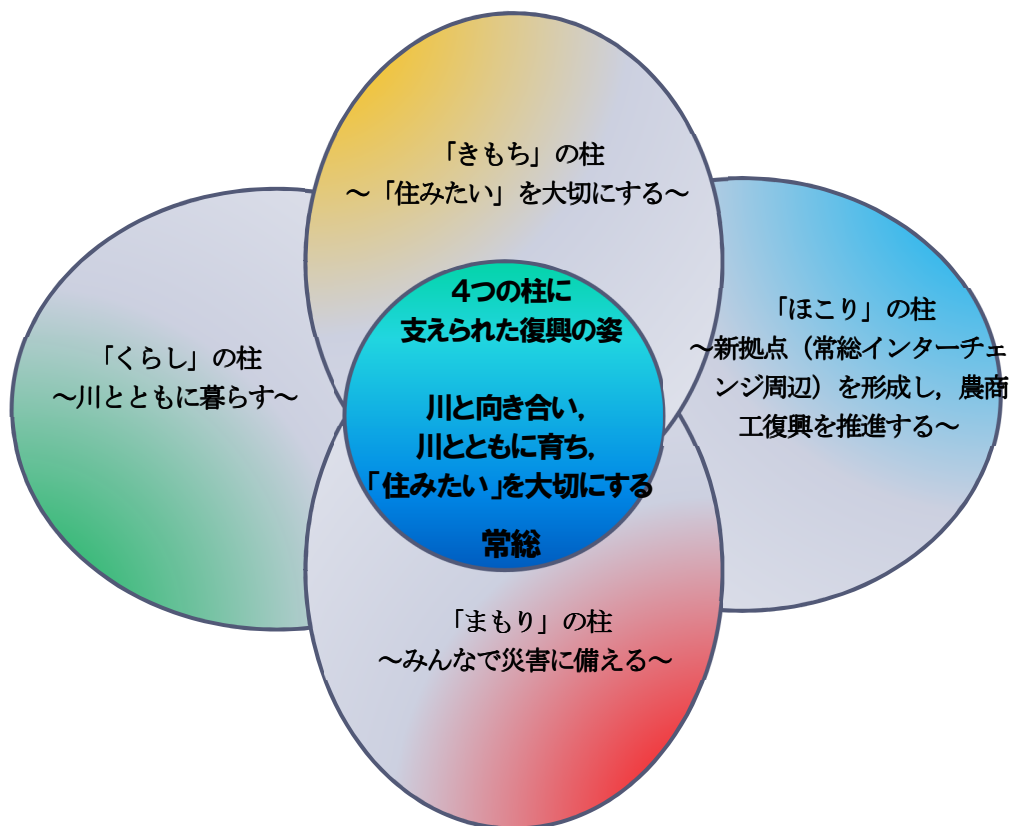 「きもち」の柱
～「住みたい」を大切にする～
「くらし」の柱
～川とともに暮らす～
4つの柱に
支えられた復興の姿
川と向き合い，
川とともに育ち，
「住みたい」を大切にする
常総
「ほこり」の柱
～新拠点（常総インターチェ
ンジ周辺）を形成し，農商
工復興を推進する～
「まもり」の柱
～みんなで災害に備える～